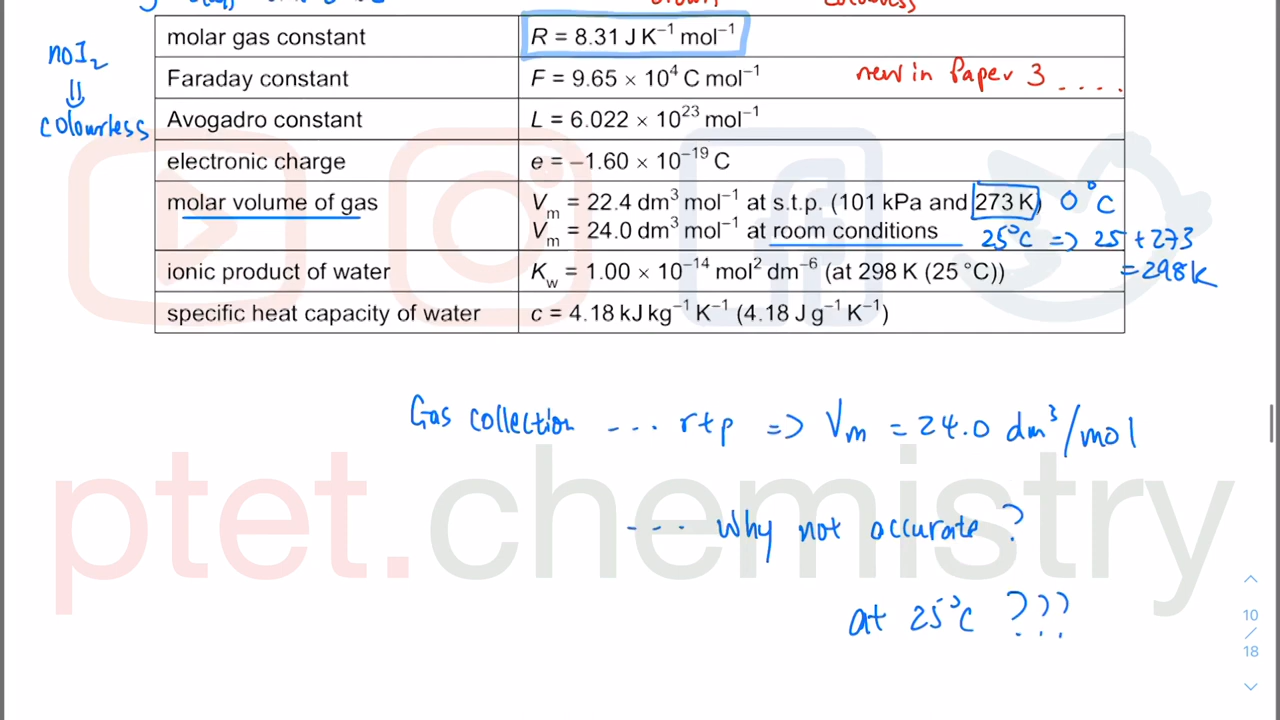 noI₂
⇓
colourless
molar gas constant R = 8.31 J K⁻¹ mol⁻¹
Faraday constant F = 9.65 × 10⁴ C mol⁻¹ new in Paper 3 ....
Avogadro constant L = 6.022 × 10²³ mol⁻¹
electronic charge e = −1.60 × 10⁻¹⁹ C
molar volume of gas Vm = 22.4 dm³ mol⁻¹ at s.t.p. (101 kPa and 273 K) 0°C
Vm = 24.0 dm³ mol⁻¹ at room conditions 25°C => 25 + 273
= 298K
ionic product of water Kw = 1.00 × 10⁻¹⁴ mol² dm⁻⁶ (at 298 K (25 °C))
specific heat capacity of water c = 4.18 kJ kg⁻¹ K⁻¹ (4.18 J g⁻¹ K⁻¹)
Gas collection ... rtp => Vm = 24.0 dm³/mol
ptet.chemistry
... Why not accurate?
at 25°C ???
10
/
18